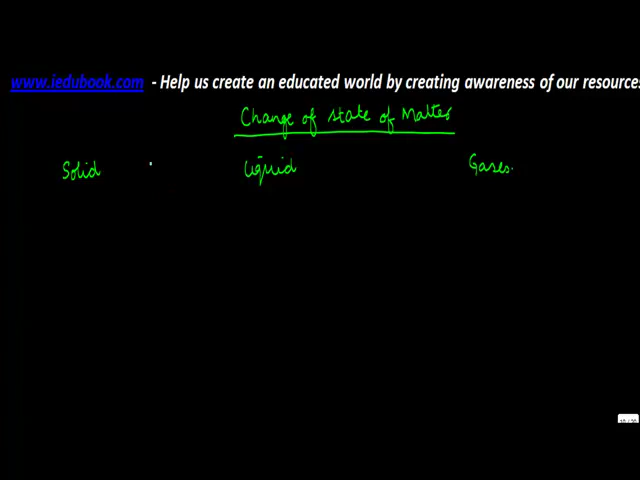 www.iedubook.com - Help us create an educated world by creating awareness of our resources
Change of state of Matter
Solid Liquid Gases.